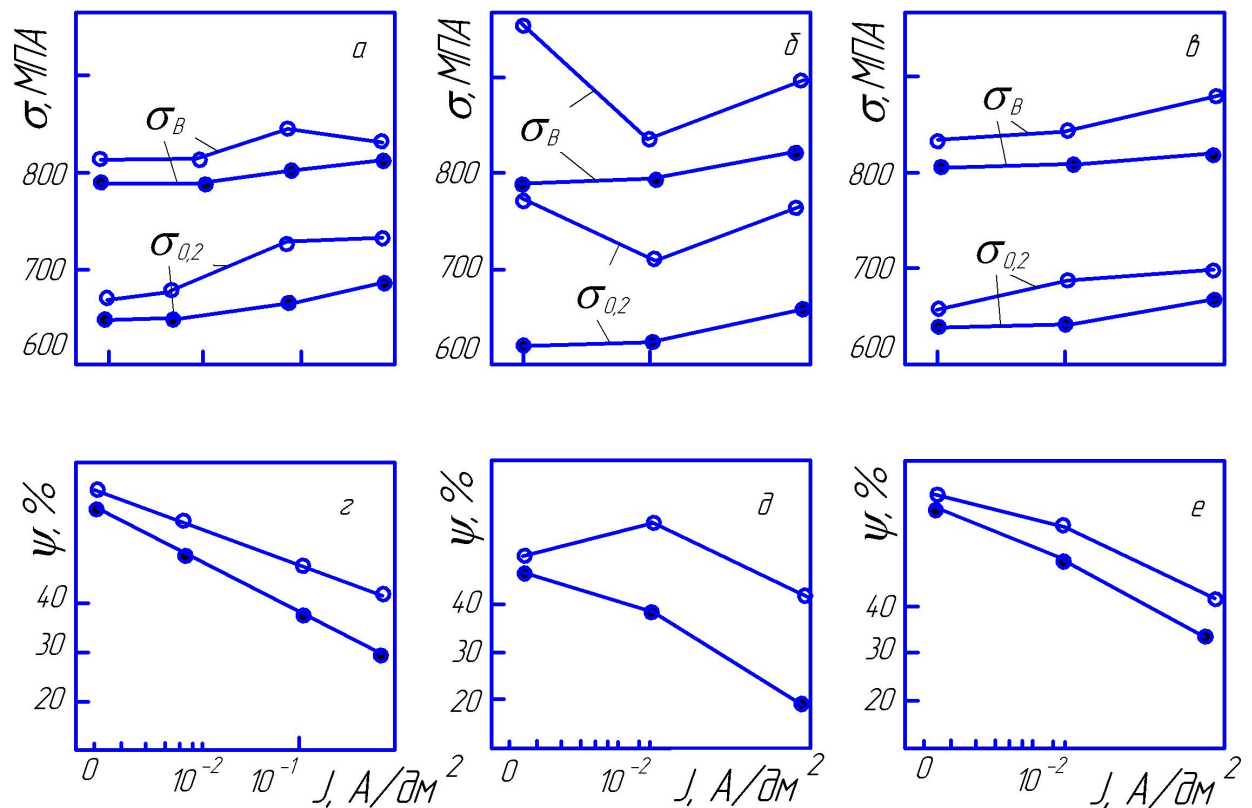 σ, МПА
800
700
600
а
σВ
σ0,2
σ, МПА
800
700
600
б
σВ
σ0,2
σ, МПА
800
700
600
в
σВ
σ0,2
ψ, %
40
30
20
г
0
10⁻²
10⁻¹
J, А/дм²
ψ, %
40
30
20
д
0
10⁻²
J, А/дм²
ψ, %
40
30
20
е
0
10⁻²
J, А/дм²